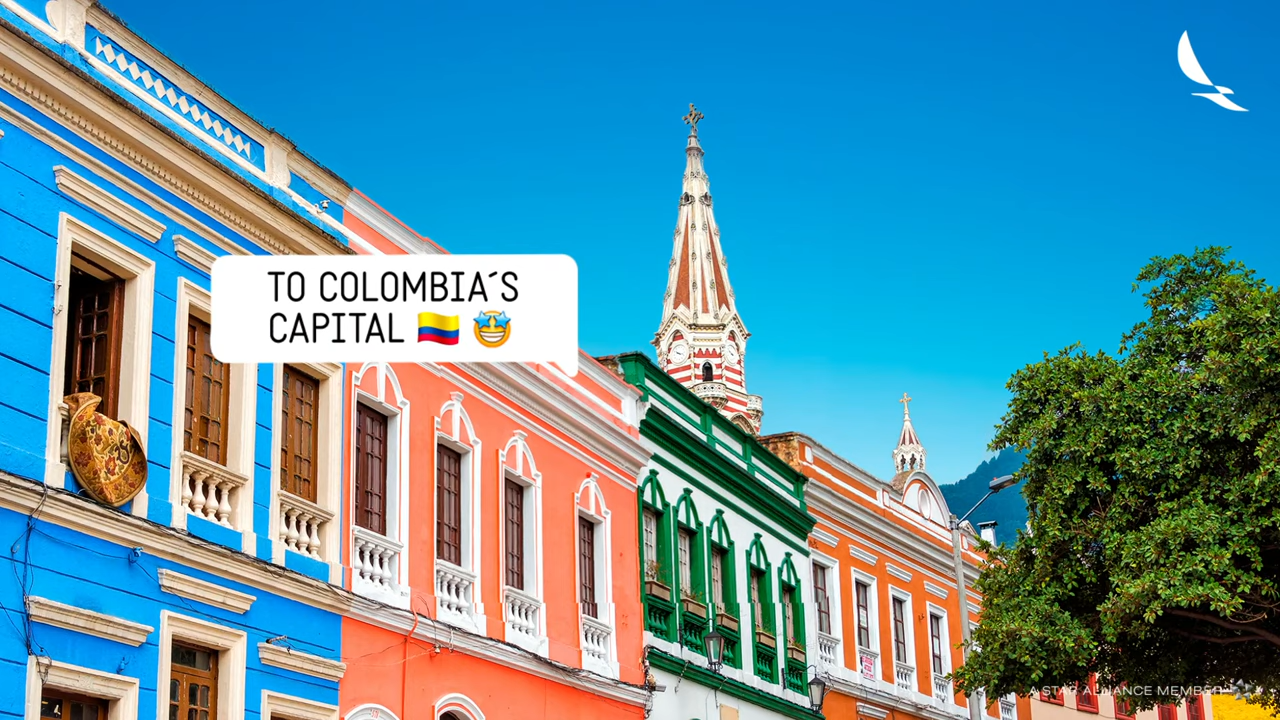 TO COLOMBIA´S
CAPITAL 🇨🇴 🤩
A STAR ALLIANCE MEMBER